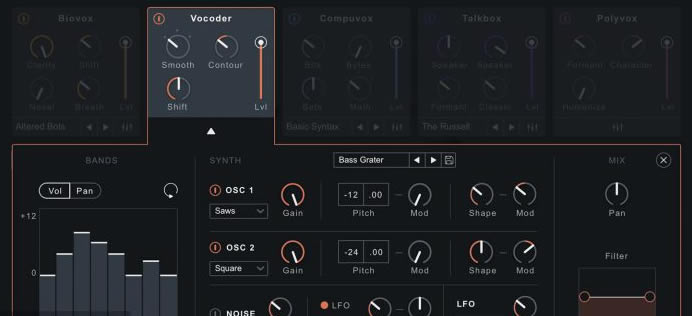 Biovox
Vocoder
Compuvox
Talkbox
Polyvox
Clarity Shift
Smooth Contour
Bits Bytes
Speaker Speaker
Formant Character
Nasal Breath Lvl
Shift Lvl
Math Lvl
Formant Classic Lvl
Humanize Lvl
Altered Bots
Basic Syntax
The Russell
BANDS
SYNTH
Bass Grater
MIX
Vol Pan
OSC 1
Saws
Gain
-12 .00
Pitch
Mod
Shape
Mod
Pan
+12
0
OSC 2
Square
Gain
-24 .00
Pitch
Mod
Shape
Mod
Filter
NOISE
LFO
LFO